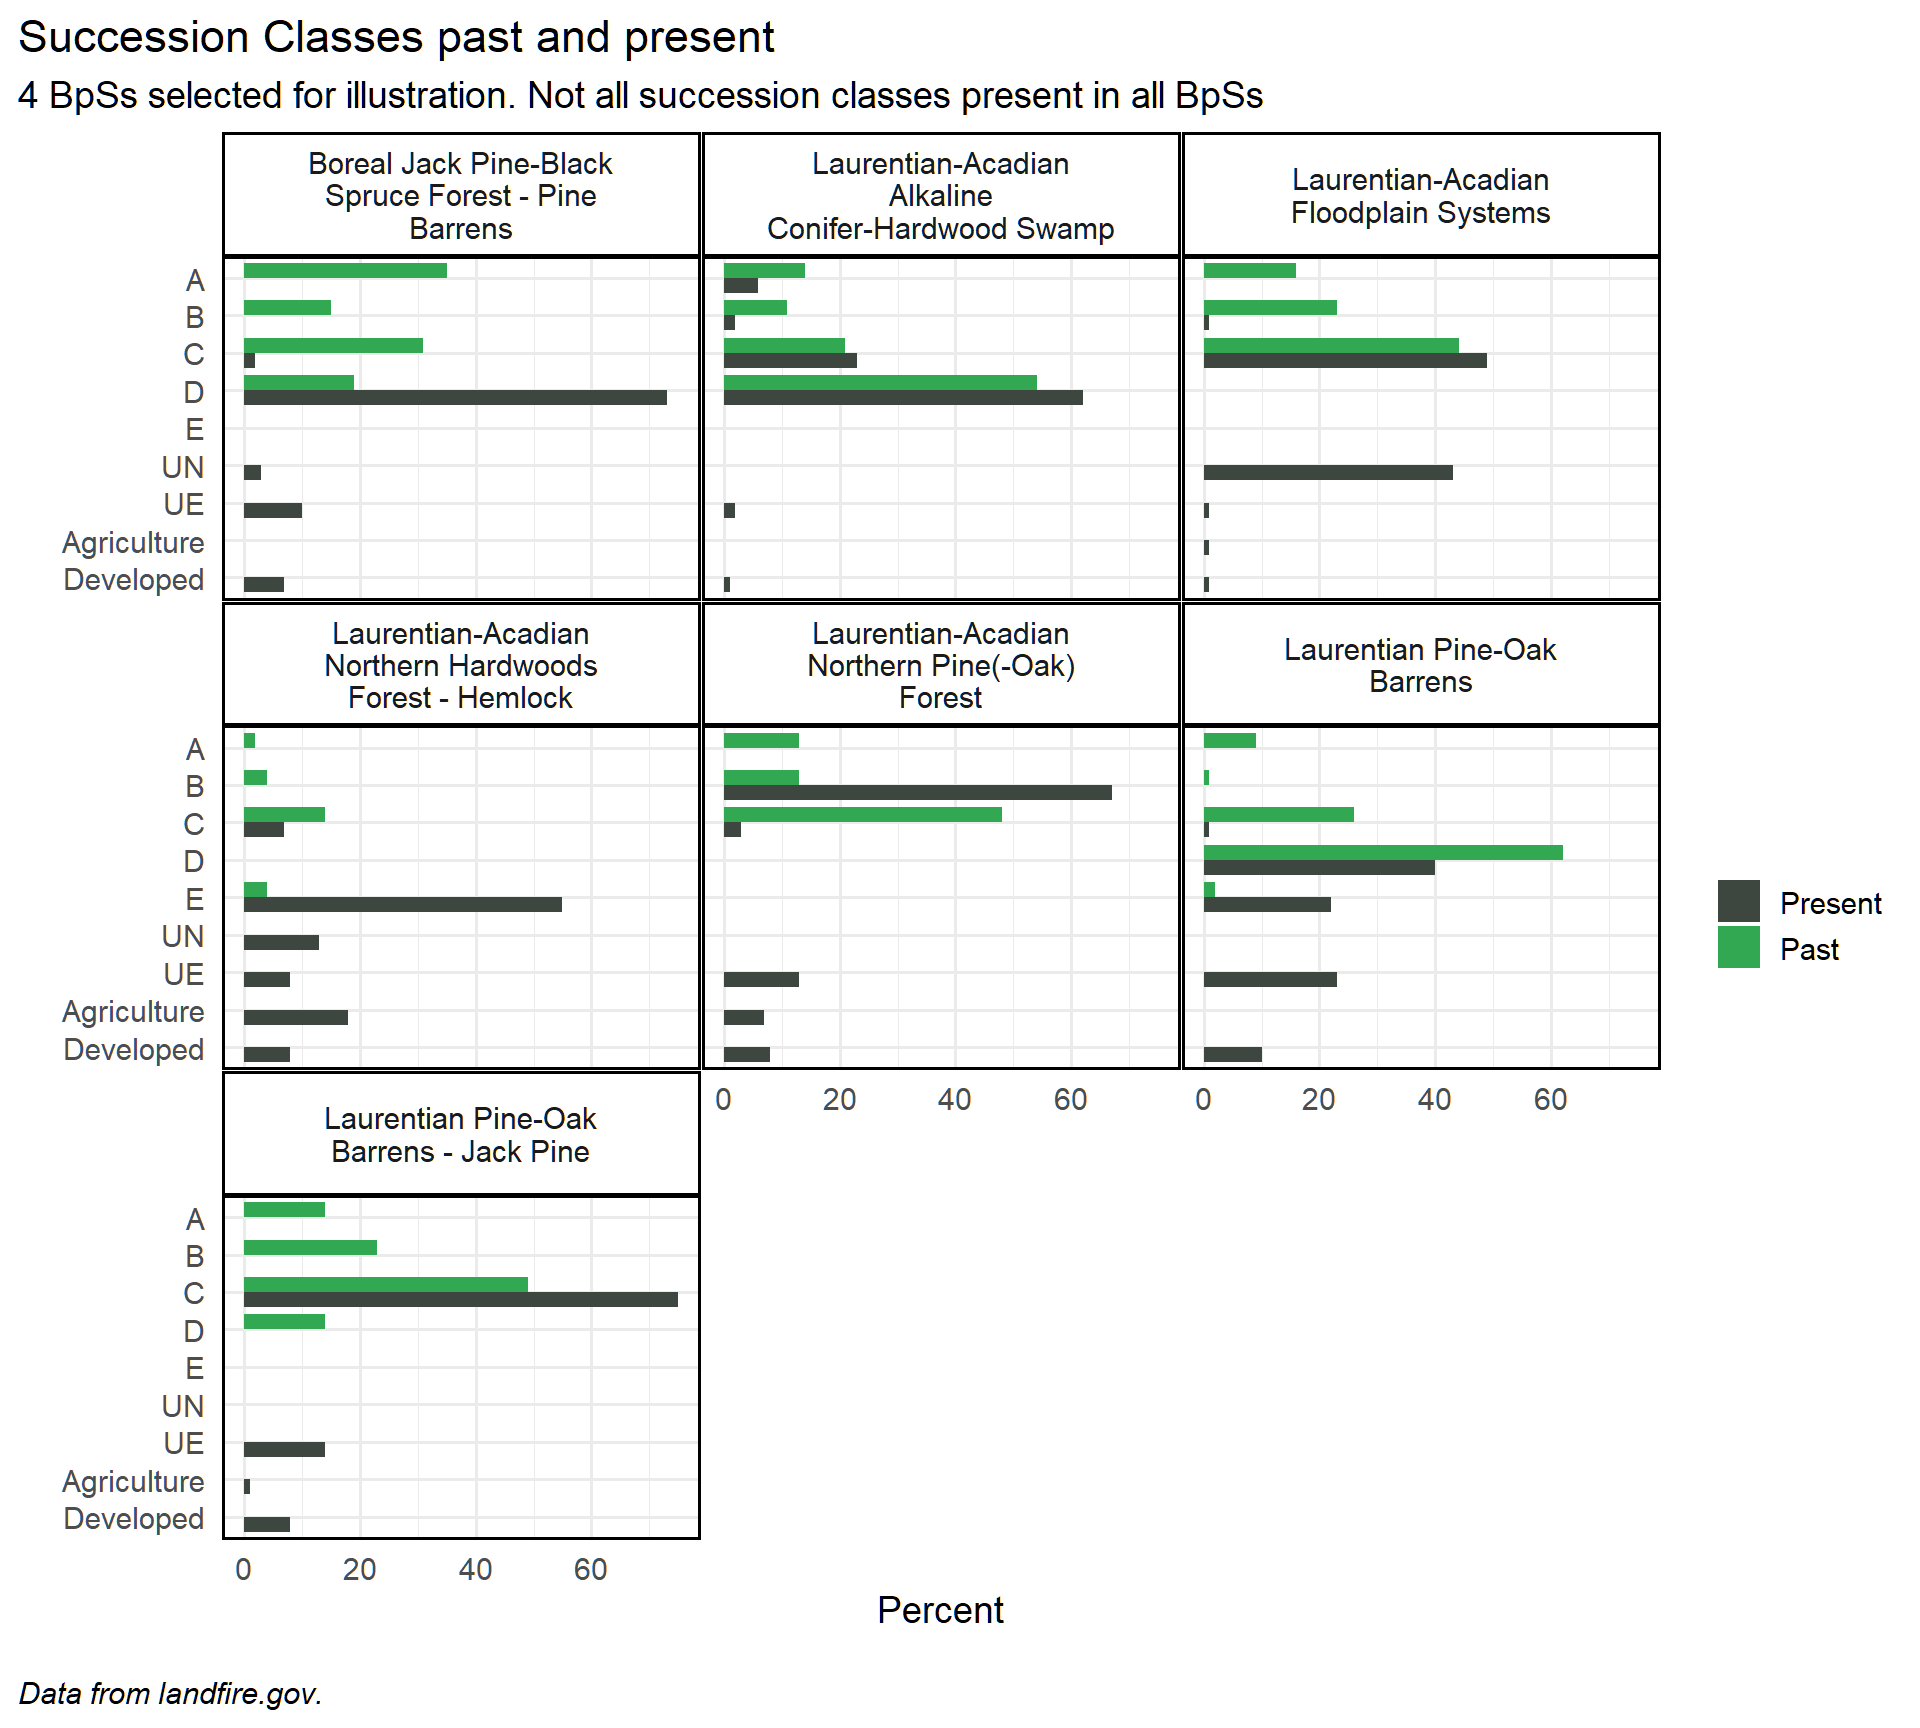 Succession Classes past and present
4 BpSs selected for illustration. Not all succession classes present in all BpSs
Boreal Jack Pine-Black
Spruce Forest - Pine
Barrens
Laurentian-Acadian
Alkaline
Conifer-Hardwood Swamp
Laurentian-Acadian
Floodplain Systems
A
B
C
D
E
UN
UE
Agriculture
Developed
Laurentian-Acadian
Northern Hardwoods
Forest - Hemlock
Laurentian-Acadian
Northern Pine(-Oak)
Forest
Laurentian Pine-Oak
Barrens
A
B
C
D
E
UN
UE
Agriculture
Developed
Present
Past
0 20 40 60
0 20 40 60
Laurentian Pine-Oak
Barrens - Jack Pine
A
B
C
D
E
UN
UE
Agriculture
Developed
0 20 40 60
Percent
Data from landfire.gov.